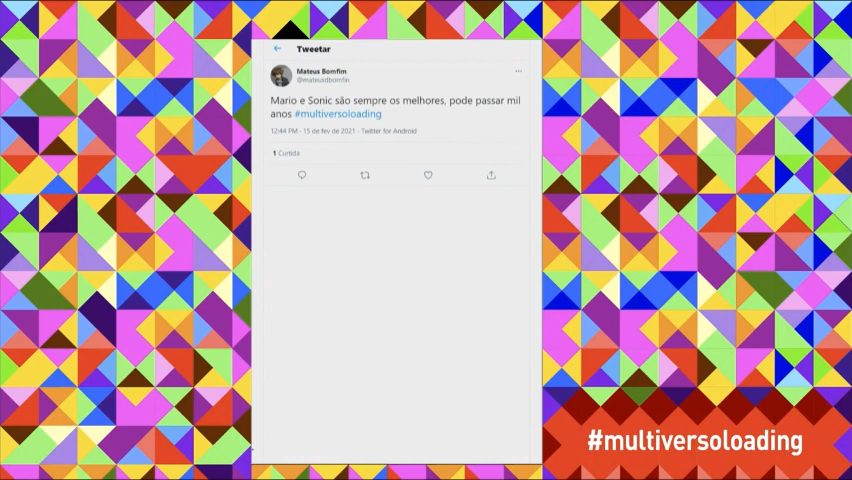 Tweetar
Mateus Bomfim
@mateusdbomfin
Mario e Sonic são sempre os melhores, pode passar mil
anos #multiversoloading
12:44 PM - 15 de fev de 2021 - Twitter for Android
1 Curtida
#multiversoloading